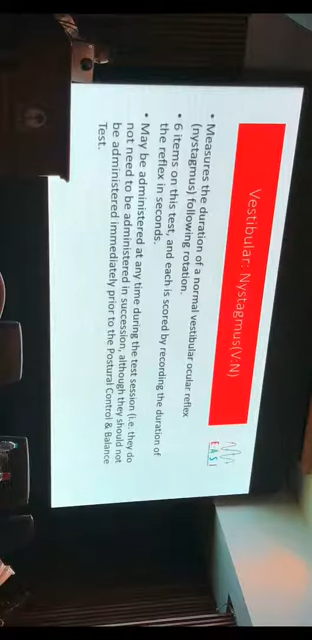 Vestibular: Nystagmus(V:N)
EASI
• Measures the duration of a normal vestibular ocular reflex
(nystagmus) following rotation.
• 6 items on this test, and each is scored by recording the duration of
the reflex in seconds.
• May be administered at any time during the test session (i.e. they do
not need to be administered in succession, although they should not
be administered immediately prior to the Postural Control & Balance
Test.